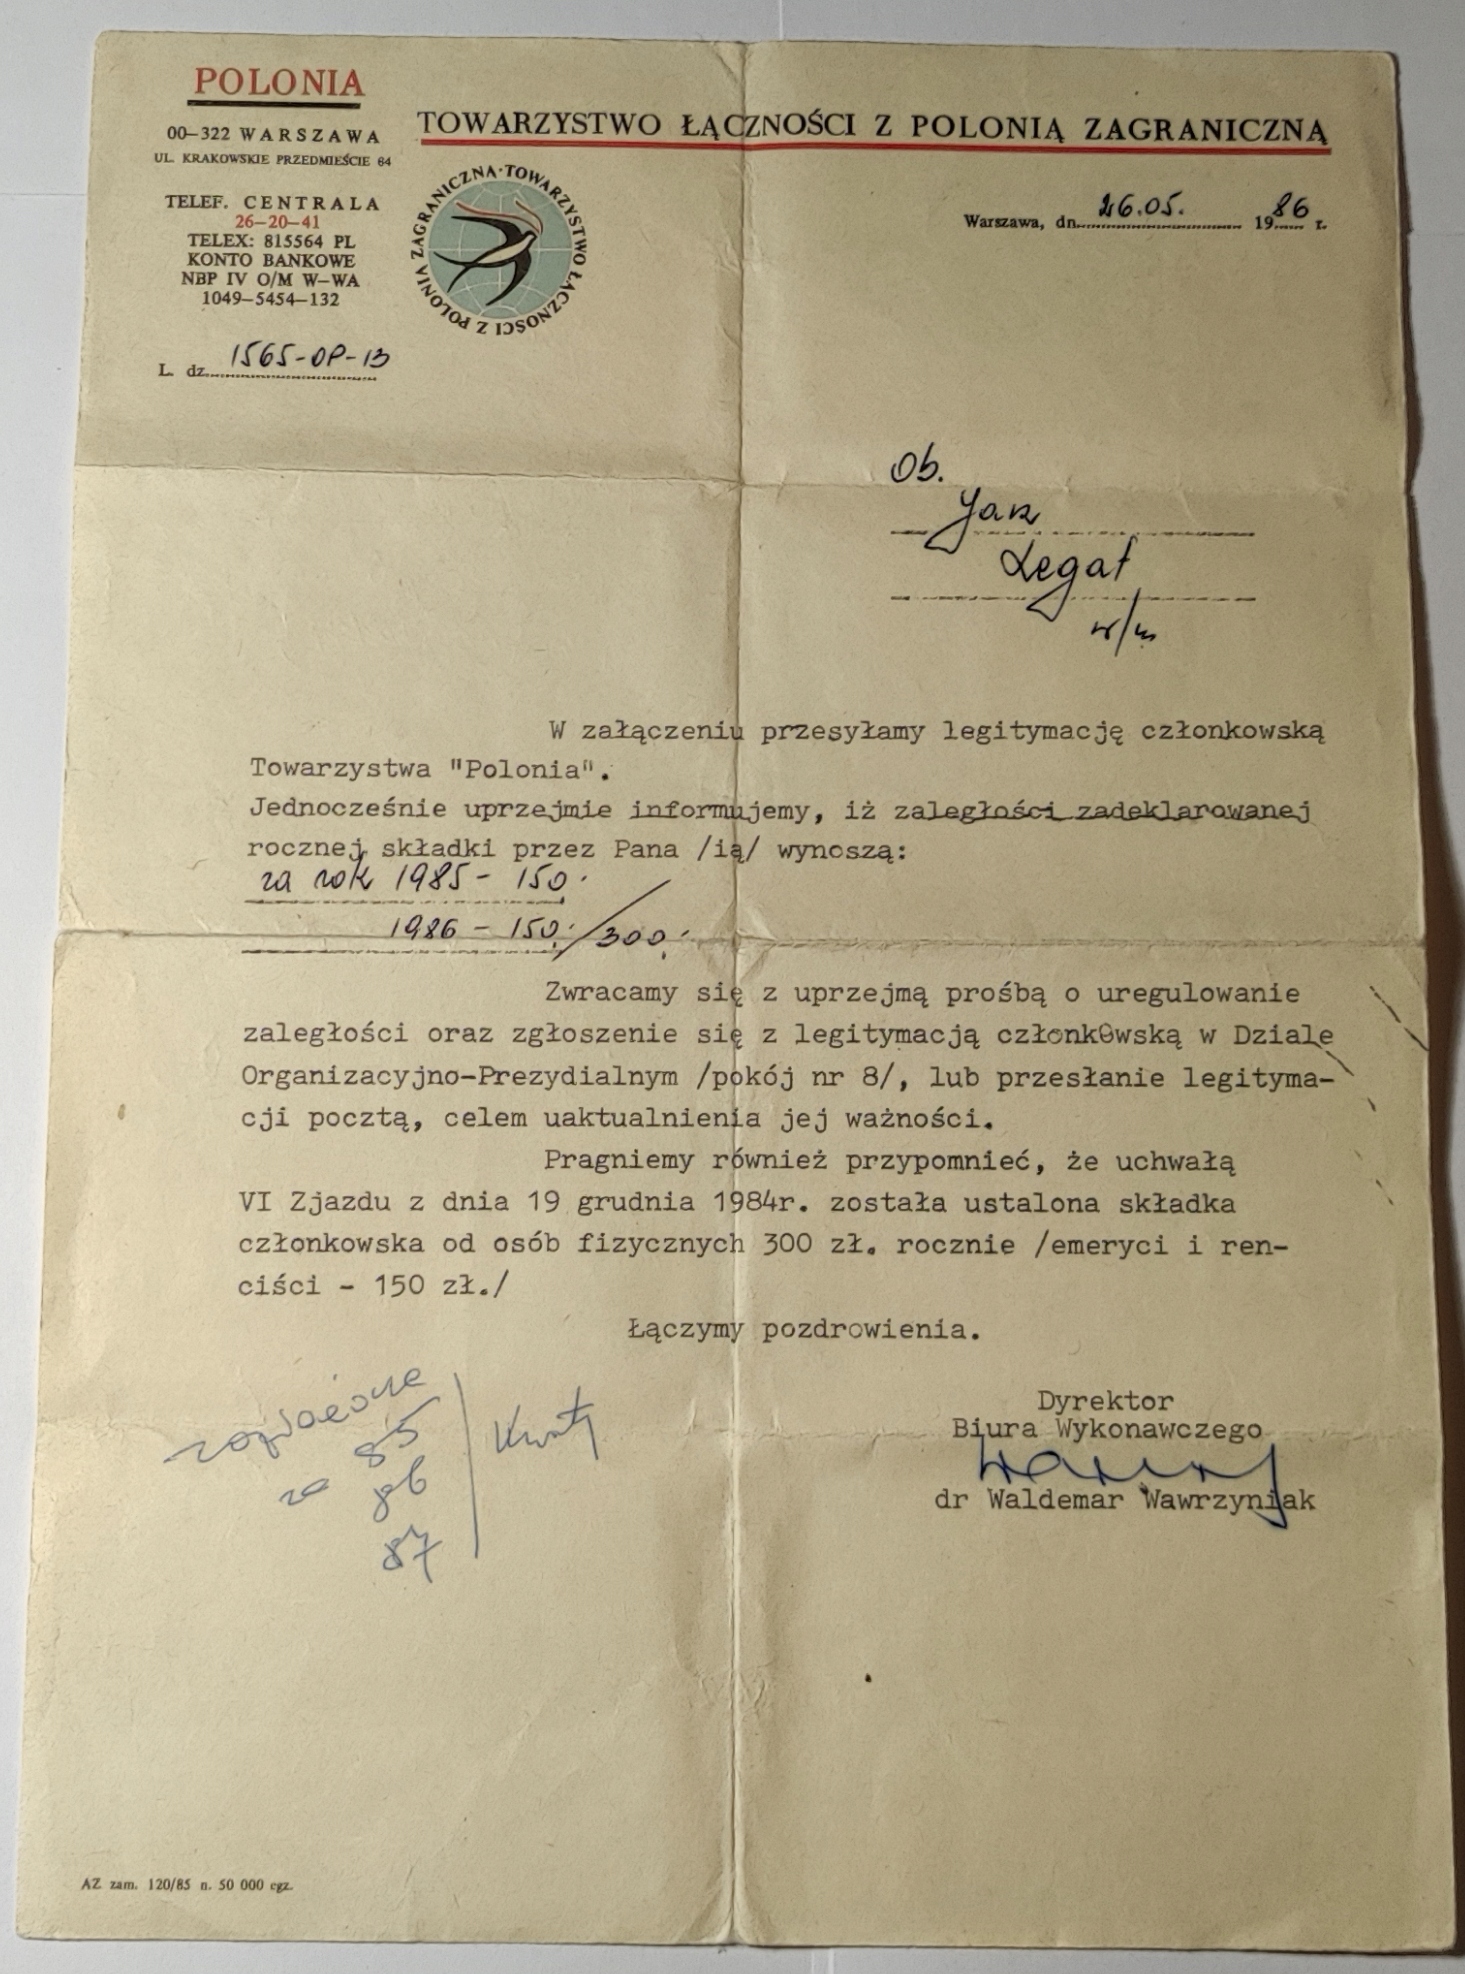 POLONIA
00-322 WARSZAWA
UL. KRAKOWSKIE PRZEDMIEŚCIE 64
TELEF. CENTRALA
26-20-41
TELEX: 815564 PL
KONTO BANKOWE
NBP IV O/M W-WA
1049-5454-132
L. dz. 1565-OP-13
TOWARZYSTWO ŁĄCZNOŚCI Z POLONIĄ ZAGRANICZNĄ
TOWARZYSTWO ŁĄCZNOŚCI Z POLONIĄ ZAGRANICZNĄ
Warszawa, dn. 26.05. 1986 r.
Ob.
Jan
Legat
w/m
W załączeniu przesyłamy legitymację członkowską
Towarzystwa "Polonia".
Jednocześnie uprzejmie informujemy, iż zaległości zadeklarowanej
rocznej składki przez Pana /ią/ wynoszą:
za rok 1985 - 150.
1986 - 150. / 300.
Zwracamy się z uprzejmą prośbą o uregulowanie
zaległości oraz zgłoszenie się z legitymacją członkowską w Dziale
Organizacyjno-Prezydialnym /pokój nr 8/, lub przesłanie legityma-
cji pocztą, celem uaktualnienia jej ważności.
Pragniemy również przypomnieć, że uchwałą
VI Zjazdu z dnia 19 grudnia 1984r. została ustalona składka
członkowska od osób fizycznych 300 zł. rocznie /emeryci i ren-
ciści - 150 zł./
Łączymy pozdrowienia.
Dyrektor
Biura Wykonawczego
dr Waldemar Wawrzyniak
85
za 86
87
AZ zam. 120/85 n. 50 000 egz.